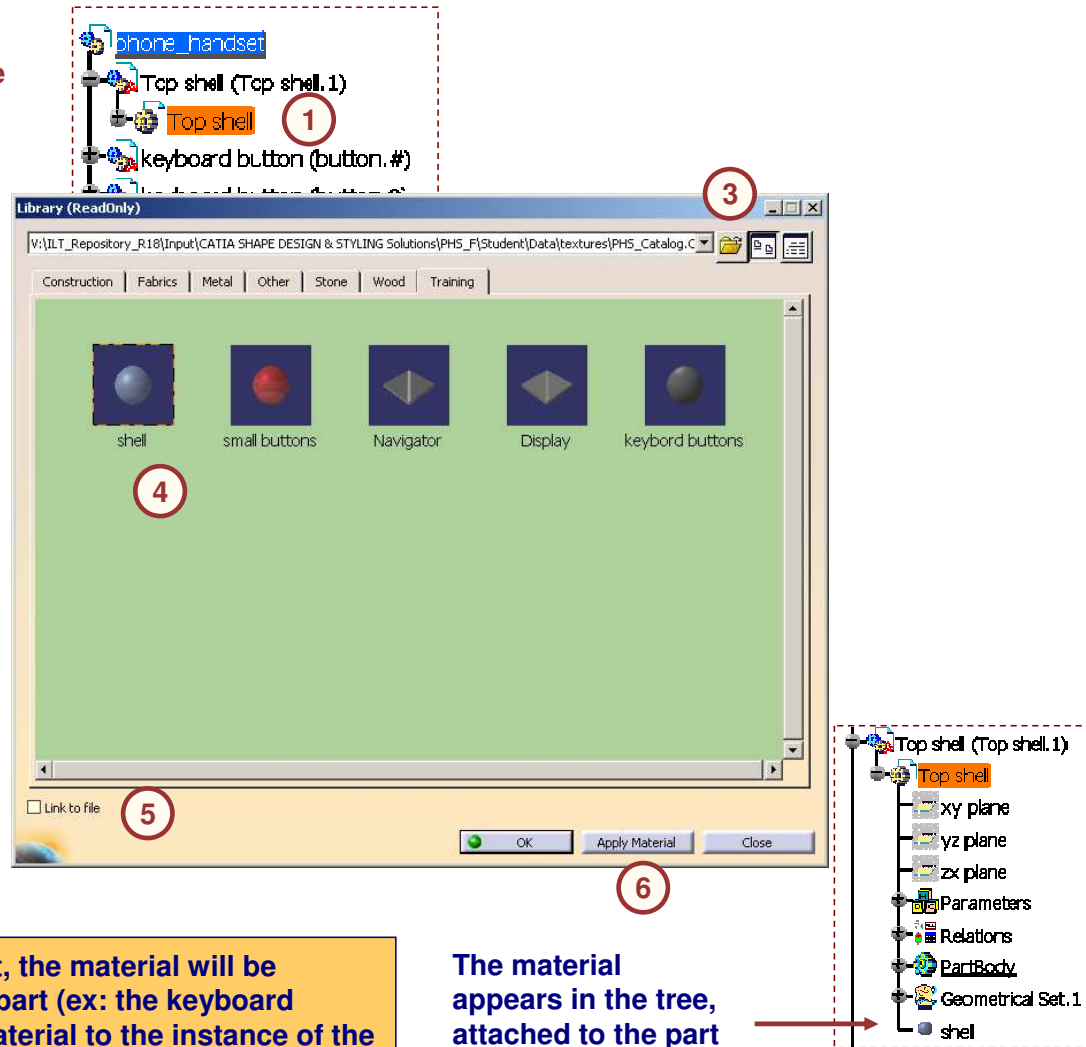 phone_handset
e
Top shell (Top shell.1)
Top shell
1
keyboard button (button.#)
3
Library (ReadOnly)
V:\ILT_Repository_R18\Input\CATIA SHAPE DESIGN & STYLING Solutions\PHS_F\Student\Data\textures\PHS_Catalog.C
Construction Fabrics Metal Other Stone Wood Training
shell small buttons Navigator Display keybord buttons
4
Link to file
5
OK Apply Material Close
6
Top shell (Top shell.1)
Top shell
xy plane
yz plane
zx plane
Parameters
Relations
PartBody
Geometrical Set.1
shell
t, the material will be
part (ex: the keyboard
aterial to the instance of the
The material
appears in the tree,
attached to the part